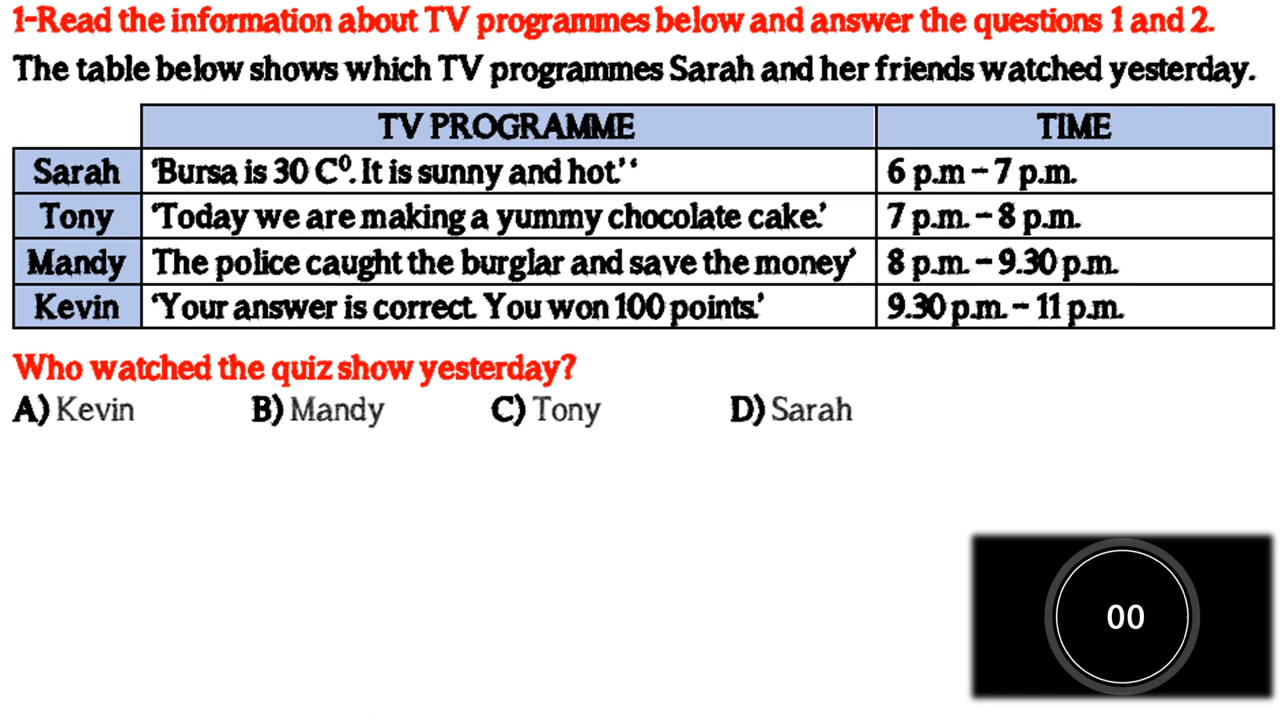 1-Read the information about TV programmes below and answer the questions 1 and 2.
The table below shows which TV programmes Sarah and her friends watched yesterday.
TV PROGRAMME TIME
Sarah 'Bursa is 30 C⁰. It is sunny and hot.'‘ 6 p.m – 7 p.m.
Tony 'Today we are making a yummy chocolate cake.' 7 p.m. – 8 p.m.
Mandy The police caught the burglar and save the money' 8 p.m. – 9.30 p.m.
Kevin 'Your answer is correct. You won 100 points.' 9.30 p.m. – 11 p.m.
Who watched the quiz show yesterday?
A) Kevin B) Mandy C) Tony D) Sarah
00